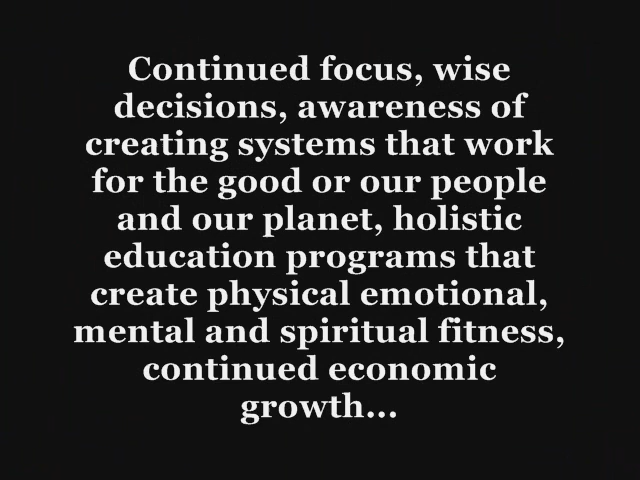 Continued focus, wise
decisions, awareness of
creating systems that work
for the good or our people
and our planet, holistic
education programs that
create physical emotional,
mental and spiritual fitness,
continued economic
growth...